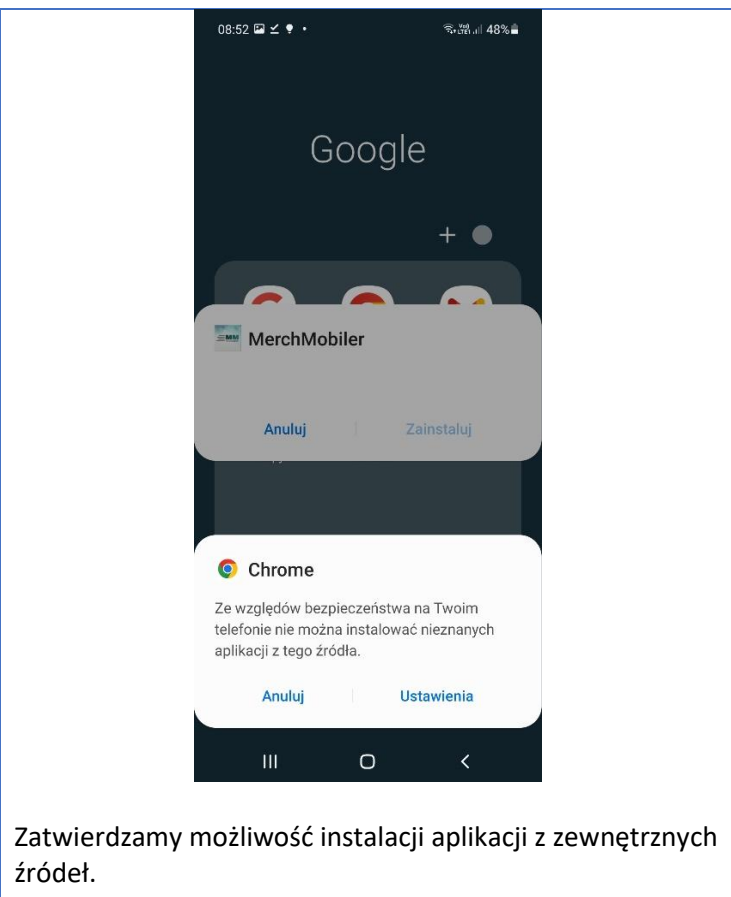 08:52
48%
Google
MerchMobiler
Anuluj
Zainstaluj
Chrome
Ze względów bezpieczeństwa na Twoim
telefonie nie można instalować nieznanych
aplikacji z tego źródła.
Anuluj
Ustawienia
Zatwierdzamy możliwość instalacji aplikacji z zewnętrznych
źródeł.